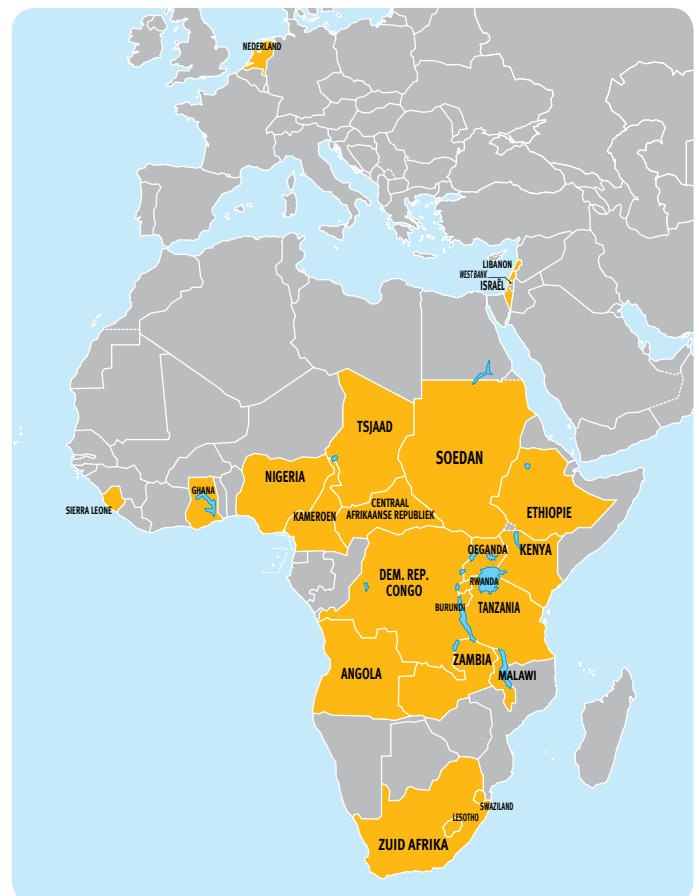 NEDERLAND
LIBANON
WEST BANK
ISRAËL
TSJAAD
SOEDAN
NIGERIA
GHANA
CENTRAAL
AFRIKAANSE REPUBLIEK
SIERRA LEONE
KAMEROEN
ETHIOPIE
OEGANDA
KENYA
DEM. REP.
CONGO
RWANDA
BURUNDI
TANZANIA
ZAMBIA
ANGOLA
MALAWI
SWAZILAND
LESOTHO
ZUID AFRIKA